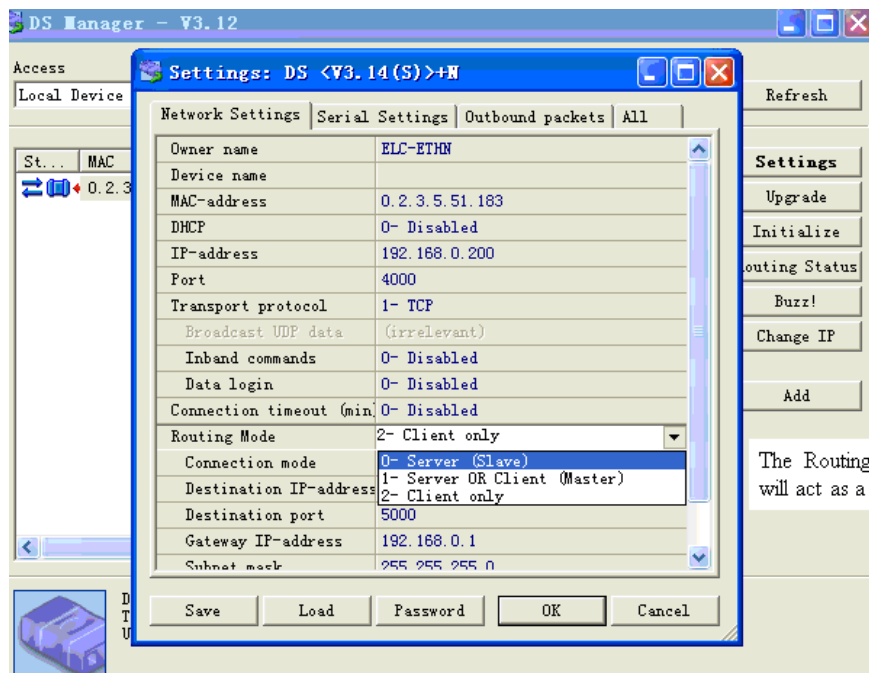 DS Manager - V3.12
Access
Local Device
Refresh
St... MAC
0.2.3
Settings
Upgrade
Initialize
outing Status
Buzz!
Change IP
Add
The Routing
will act as a
Settings: DS <V3.14(S)>+N
Network Settings Serial Settings Outbound packets All
Owner name ELC-ETHN
Device name
MAC-address 0.2.3.5.51.183
DHCP 0- Disabled
IP-address 192.168.0.200
Port 4000
Transport protocol 1- TCP
Broadcast UDP data (irrelevant)
Inband commands 0- Disabled
Data login 0- Disabled
Connection timeout (min 0- Disabled
Routing Mode 2- Client only
Connection mode 0- Server (Slave)
1- Server OR Client (Master)
Destination IP-address 2- Client only
Destination port 5000
Gateway IP-address 192.168.0.1
Subnet mask 255.255.255.0
Save Load Password OK Cancel
D
T
U